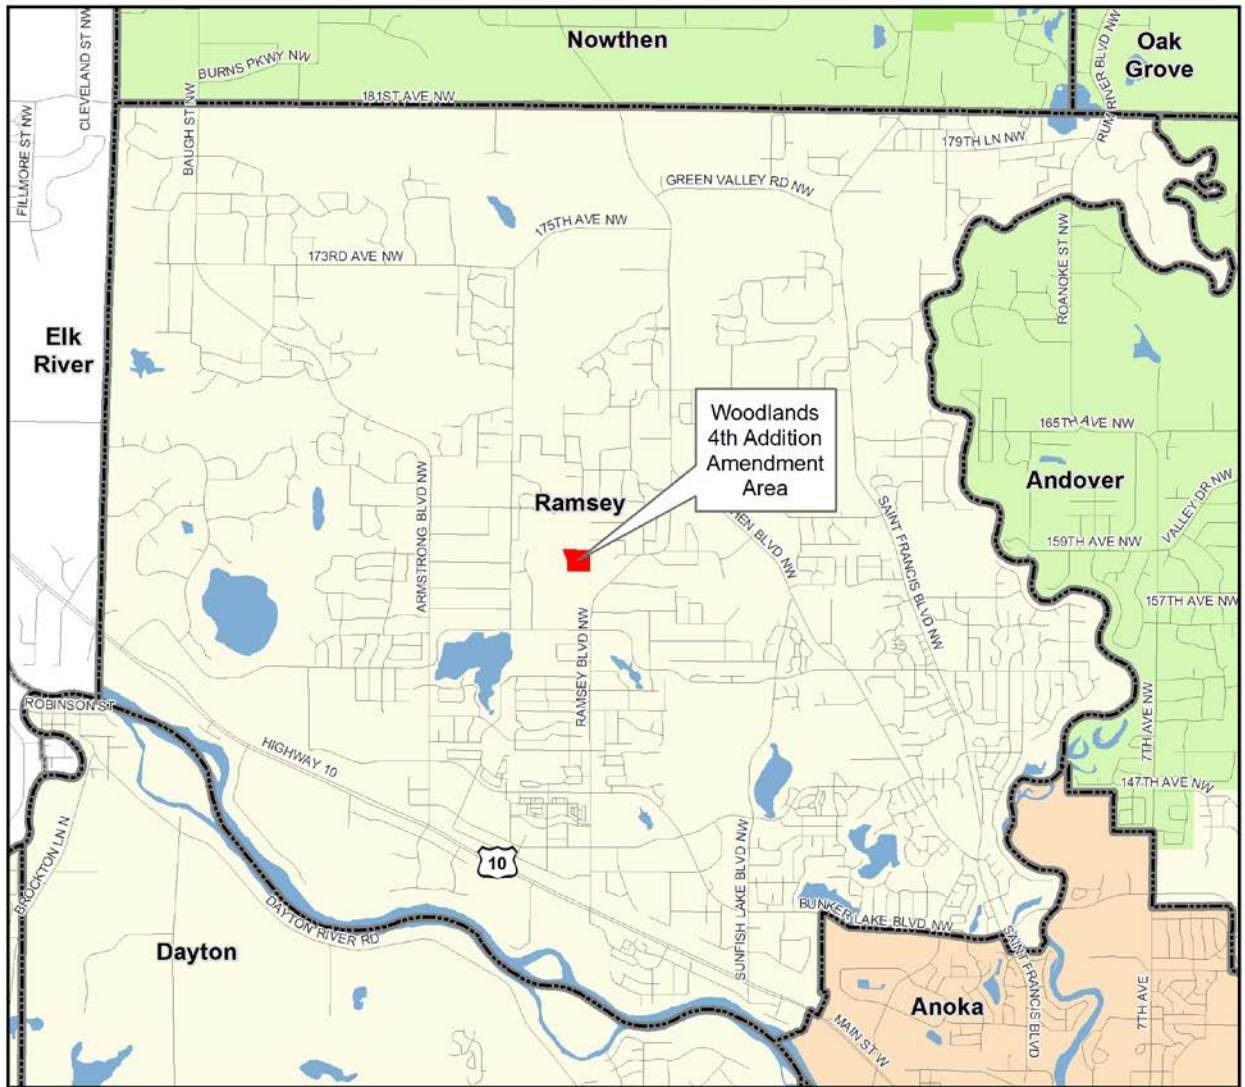 Nowthen
Oak
Grove
CLEVELAND ST NW
BURNS PKWY NW
RUM RIVER BLVD NW
181ST AVE NW
FILLMORE ST NW
BAUGH ST NW
179TH LN NW
GREEN VALLEY RD NW
175TH AVE NW
173RD AVE NW
ROANOKE ST NW
Elk
River
Woodlands
4th Addition
Amendment
Area
165TH AVE NW
Andover
Ramsey
ARMSTRONG BLVD NW
HEN BLVD NW
SAINT FRANCIS BLVD NW
VALLEY DR NW
159TH AVE NW
157TH AVE NW
RAMSEY BLVD NW
ROBINSON ST
HIGHWAY 10
7TH AVE NW
147TH AVE NW
10
BROCKTON LN N
SUNFISH LAKE BLVD NW
BUNKER LAKE BLVD NW
DAYTON RIVER RD
Dayton
SAINT FRANCIS BLVD
Anoka
7TH AVE
MAIN ST W